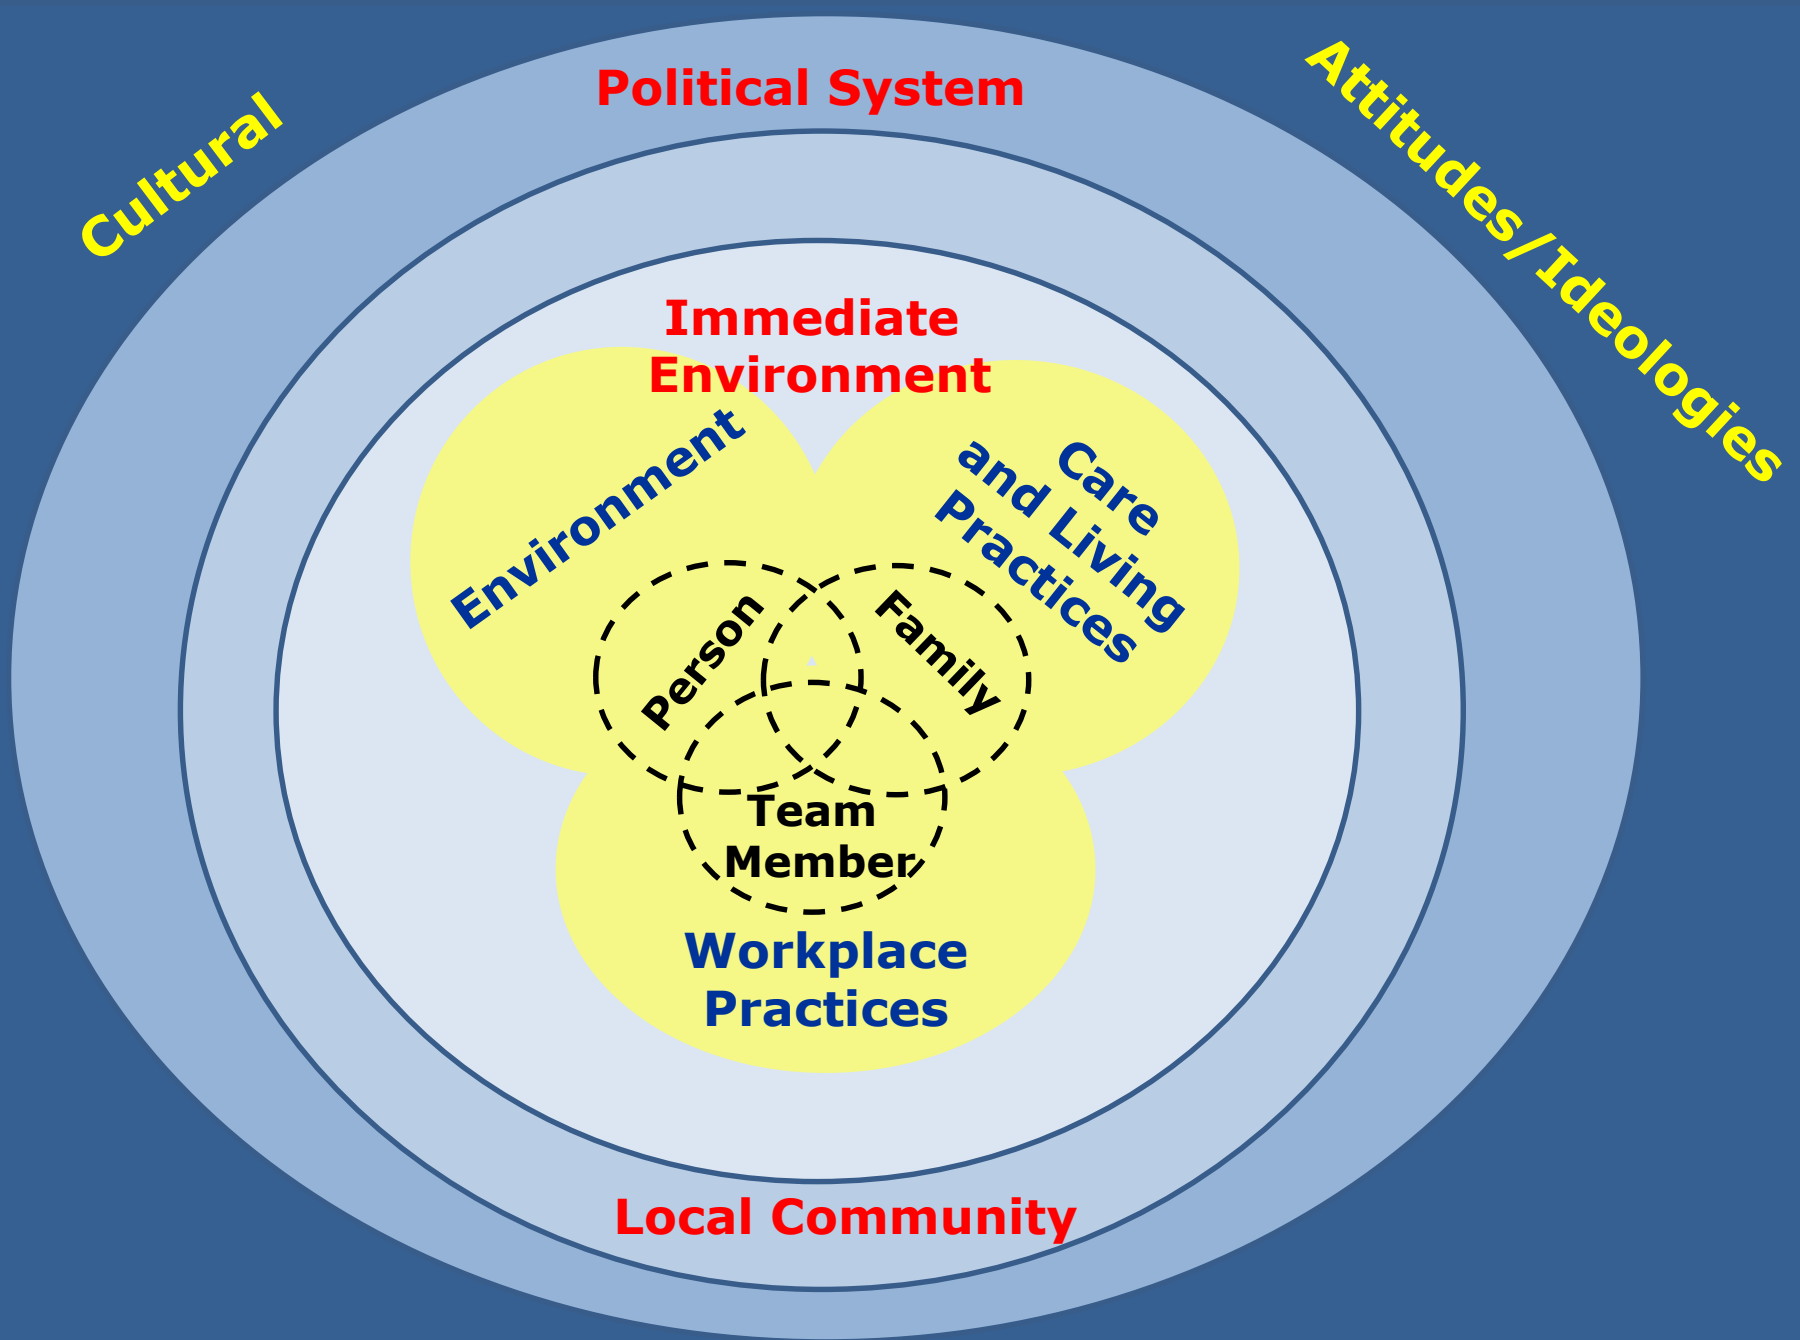 Cultural
Attitudes/Ideologies
Political System
Immediate
Environment
Environment
Care
and Living
Practices
Person
Family
Team
Member
Workplace
Practices
Local Community